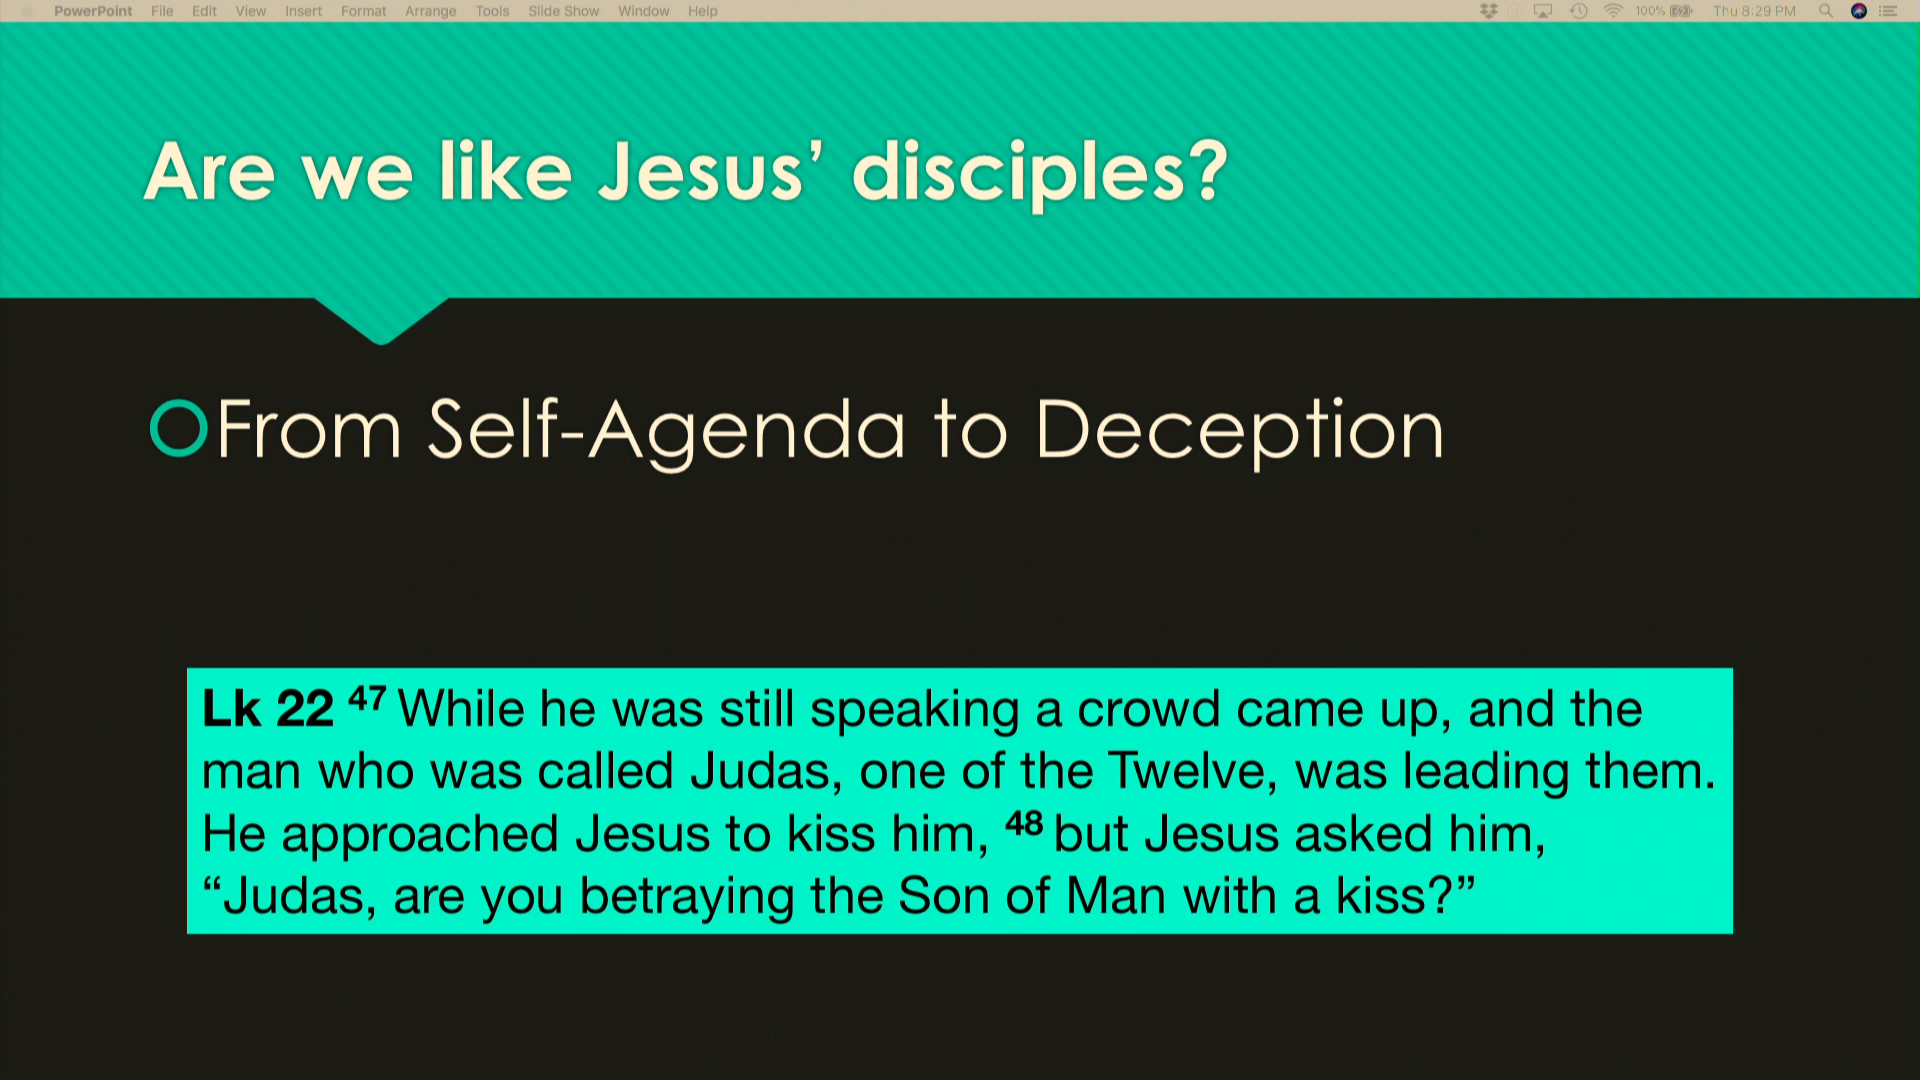 PowerPoint File Edit View Insert Format Arrange Tools Slide Show Window Help 100% Thu 8:29 PM
Are we like Jesus’ disciples?
From Self-Agenda to Deception
Lk 22 47 While he was still speaking a crowd came up, and the
man who was called Judas, one of the Twelve, was leading them.
He approached Jesus to kiss him, 48 but Jesus asked him,
“Judas, are you betraying the Son of Man with a kiss?”